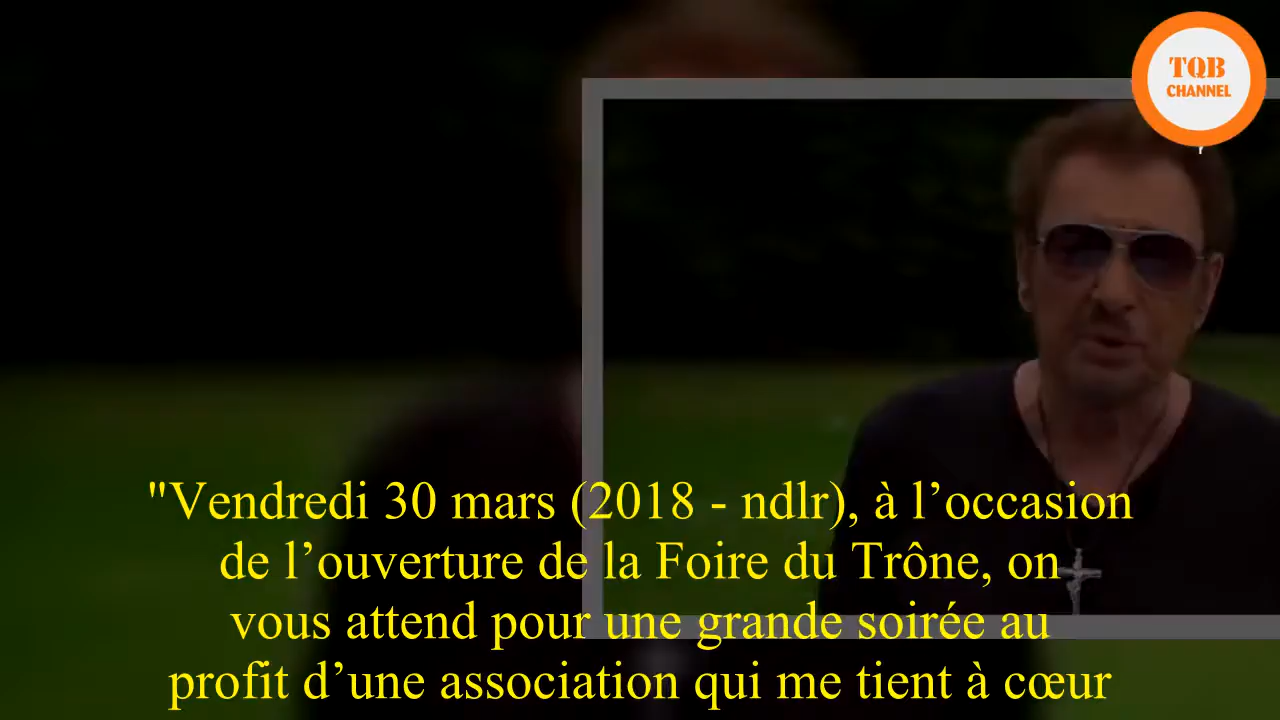 TQB
CHANNEL
"Vendredi 30 mars (2018 - ndlr), à l’occasion
de l’ouverture de la Foire du Trône, on
vous attend pour une grande soirée au
profit d’une association qui me tient à cœur